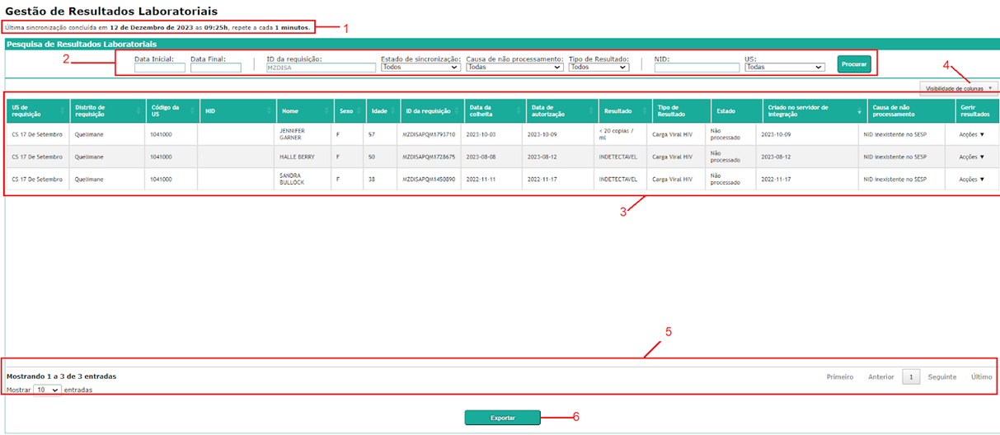 Gestão de Resultados Laboratoriais
Última sincronização concluída em 12 de Dezembro de 2023 as 09:25h, repete a cada 1 minutos.
1
Pesquisa de Resultados Laboratoriais
2
Data Inicial: Data Final: ID da requisição: Estado de sincronização: Causa de não processamento: Tipo de Resultado: NID: US:
MZDISA Todos Todas Todos Todas Procurar
4
Visibilidade de colunas ▼
US de requisição Distrito de requisição Código da US NID Nome Sexo Idade ID da requisição Data da colheita Data de autorização Resultado Tipo de Resultado Estado Criado no servidor de integração Causa de não processamento Gerir resultados
CS 17 De Setembro Quelimane 1041000 JENNIFER GARNER F 57 MZDISAPQM1793710 2023-10-03 2023-10-09 < 20 copias / ml Carga Viral HIV Não processado 2023-10-09 NID inexistente no SESP Acções ▼
CS 17 De Setembro Quelimane 1041000 HALLE BERRY F 50 MZDISAPQM1728675 2023-08-08 2023-08-12 INDETECTAVEL Carga Viral HIV Não processado 2023-08-12 NID inexistente no SESP Acções ▼
CS 17 De Setembro Quelimane 1041000 SANDRA BULLOCK F 38 MZDISAPQM1450890 2022-11-11 2022-11-17 INDETECTAVEL Carga Viral HIV Não processado 2022-11-17 NID inexistente no SESP Acções ▼
3
5
Mostrando 1 a 3 de 3 entradas
Primeiro Anterior 1 Seguinte Último
Mostrar 10 entradas
Exportar
6